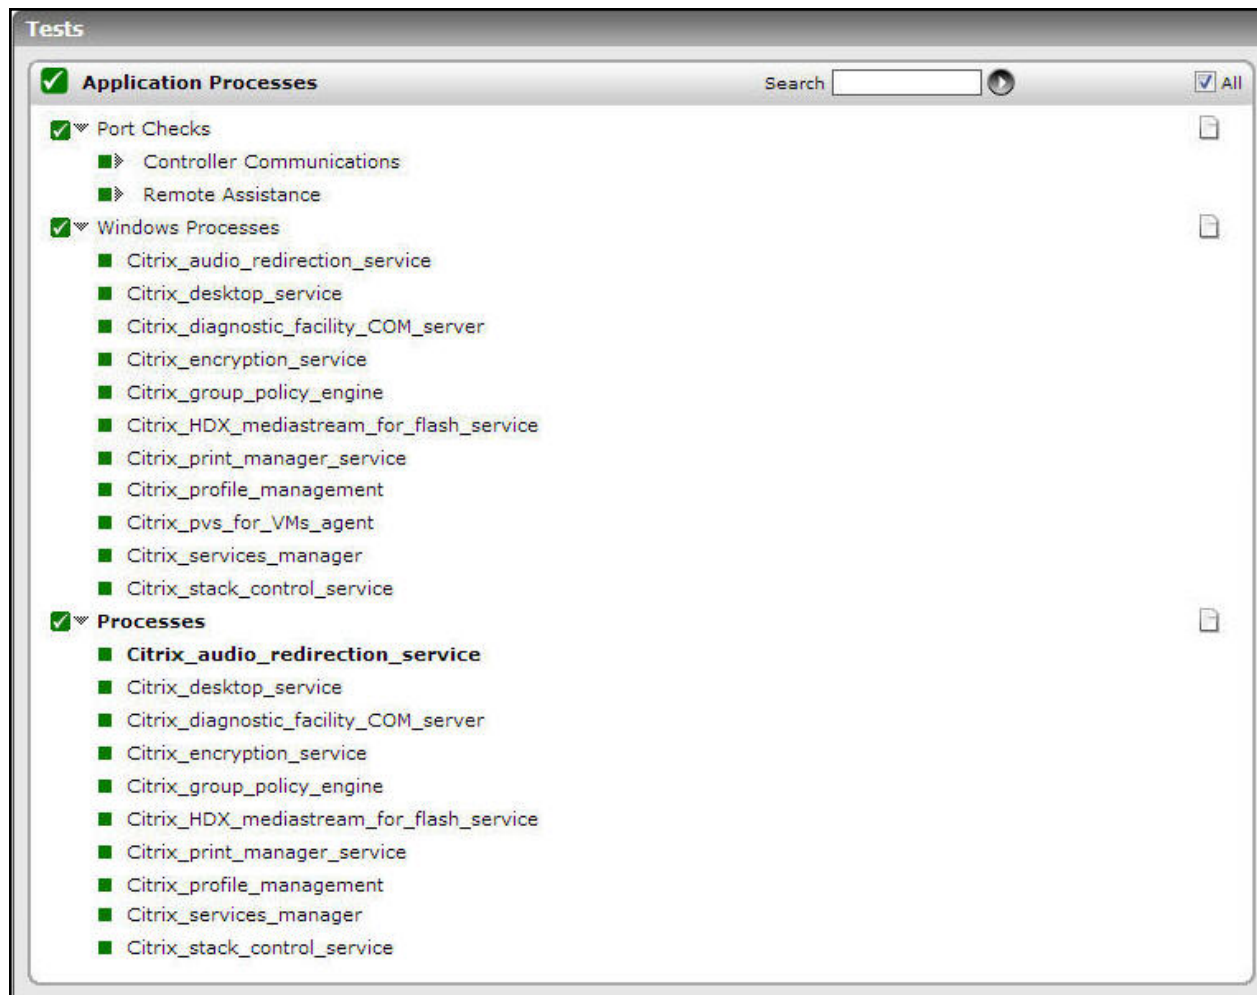 Tests
Application Processes Search All
Port Checks
Controller Communications
Remote Assistance
Windows Processes
Citrix_audio_redirection_service
Citrix_desktop_service
Citrix_diagnostic_facility_COM_server
Citrix_encryption_service
Citrix_group_policy_engine
Citrix_HDX_mediastream_for_flash_service
Citrix_print_manager_service
Citrix_profile_management
Citrix_pvs_for_VMs_agent
Citrix_services_manager
Citrix_stack_control_service
Processes
Citrix_audio_redirection_service
Citrix_desktop_service
Citrix_diagnostic_facility_COM_server
Citrix_encryption_service
Citrix_group_policy_engine
Citrix_HDX_mediastream_for_flash_service
Citrix_print_manager_service
Citrix_profile_management
Citrix_services_manager
Citrix_stack_control_service